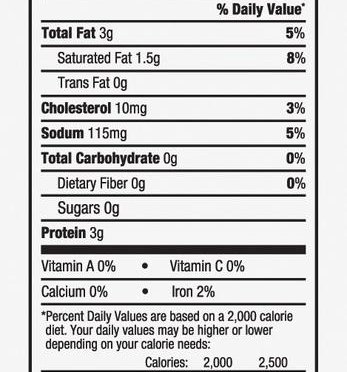 % Daily Value*
Total Fat 3g 5%
Saturated Fat 1.5g 8%
Trans Fat 0g
Cholesterol 10mg 3%
Sodum 115mg 5%
Total Carbohydrate 0g 0%
Dietary Fiber 0g 0%
Sugars 0g
Protein 3g
Vitamin A 0% • Vitamin C 0%
Calcium 0% • Iron 2%
*Percent Daily Values are based on a 2,000 calorie
diet. Your daily values may be higher or lower
depending on your calorie needs:
Calories: 2,000 2,500